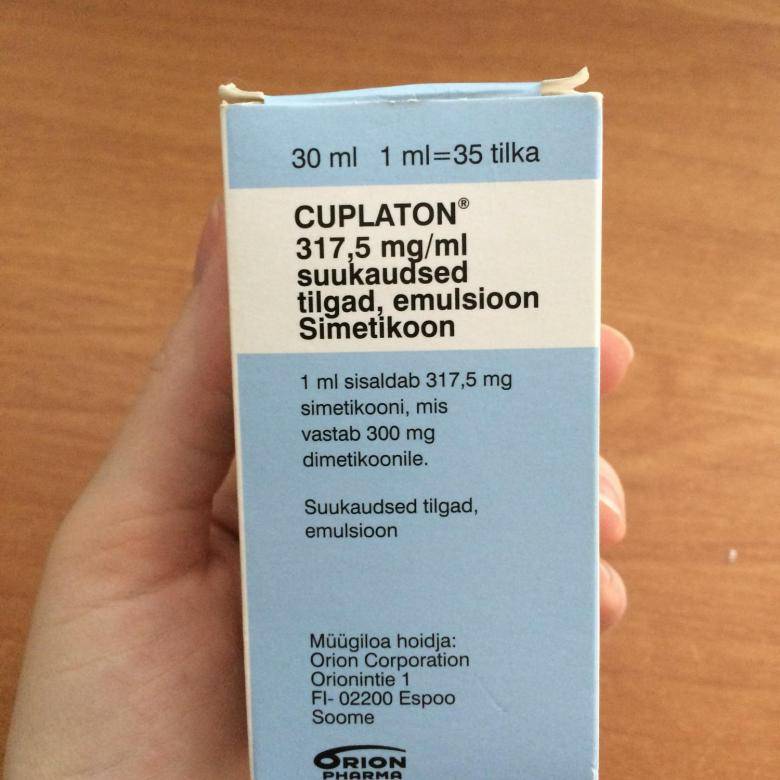 30 ml 1 ml=35 tilka
CUPLATON®
317,5 mg/ml
suukaudsed
tilgad, emulsioon
Simetikoon
1 ml sisaldab 317,5 mg
simetikooni, mis
vastab 300 mg
dimetikoonile.
Suukaudsed tilgad,
emulsioon
Müügiloa hoidja:
Orion Corporation
Orionintie 1
FI- 02200 Espoo
Soome
ORION
PHARMA